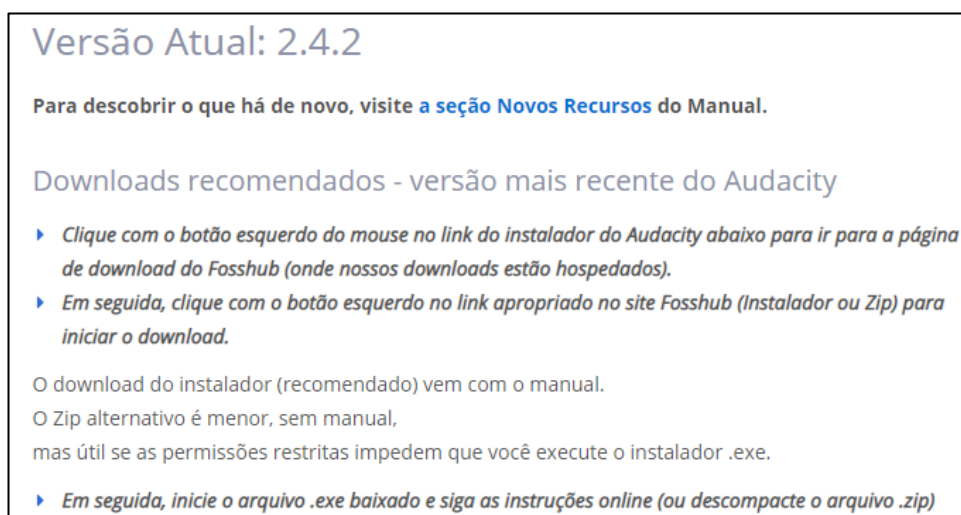 Versão Atual: 2.4.2
Para descobrir o que há de novo, visite a seção Novos Recursos do Manual.
Downloads recomendados - versão mais recente do Audacity
Clique com o botão esquerdo do mouse no link do instalador do Audacity abaixo para ir para a página
de download do Fosshub (onde nossos downloads estão hospedados).
Em seguida, clique com o botão esquerdo no link apropriado no site Fosshub (Instalador ou Zip) para
iniciar o download.
O download do instalador (recomendado) vem com o manual.
O Zip alternativo é menor, sem manual,
mas útil se as permissões restritas impedem que você execute o instalador .exe.
Em seguida, inicie o arquivo .exe baixado e siga as instruções online (ou descompacte o arquivo .zip)